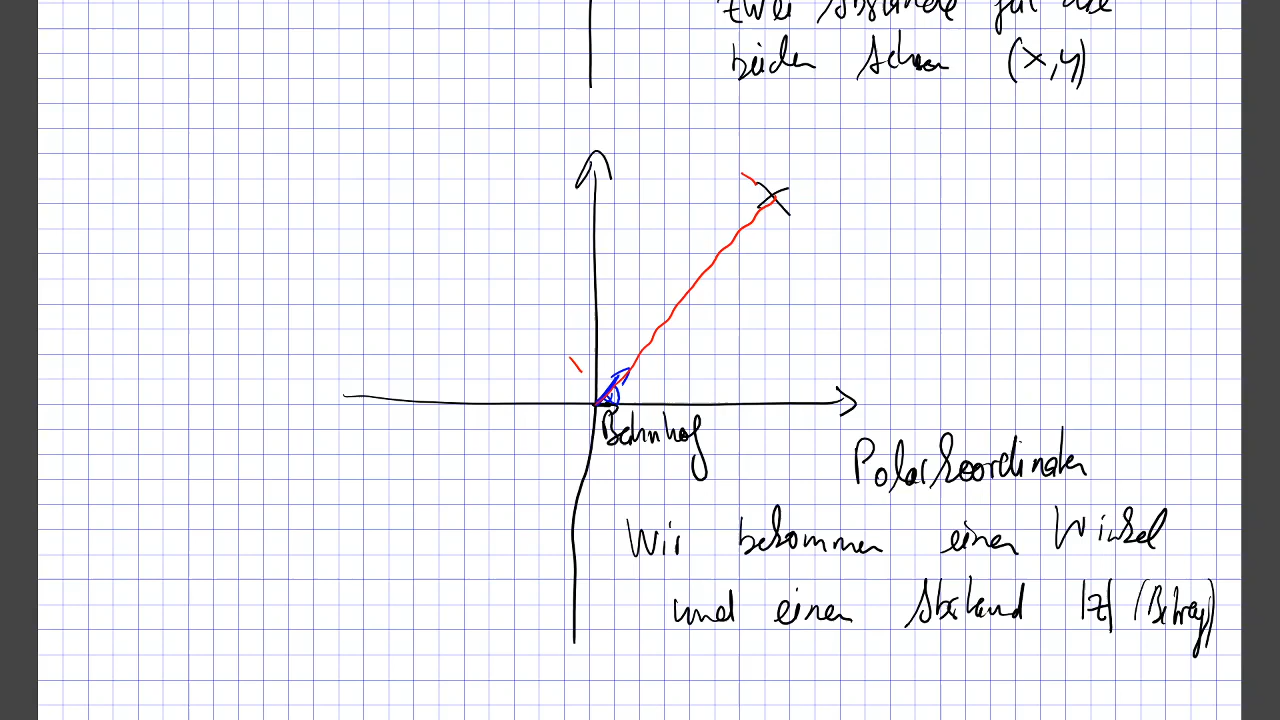 zwei Abstände für die
beiden Achsen (x,y)
Bahnhof
Polarkoordinaten
Wir bekommen einen Winkel
und einen Abstand |z| (Betrag)